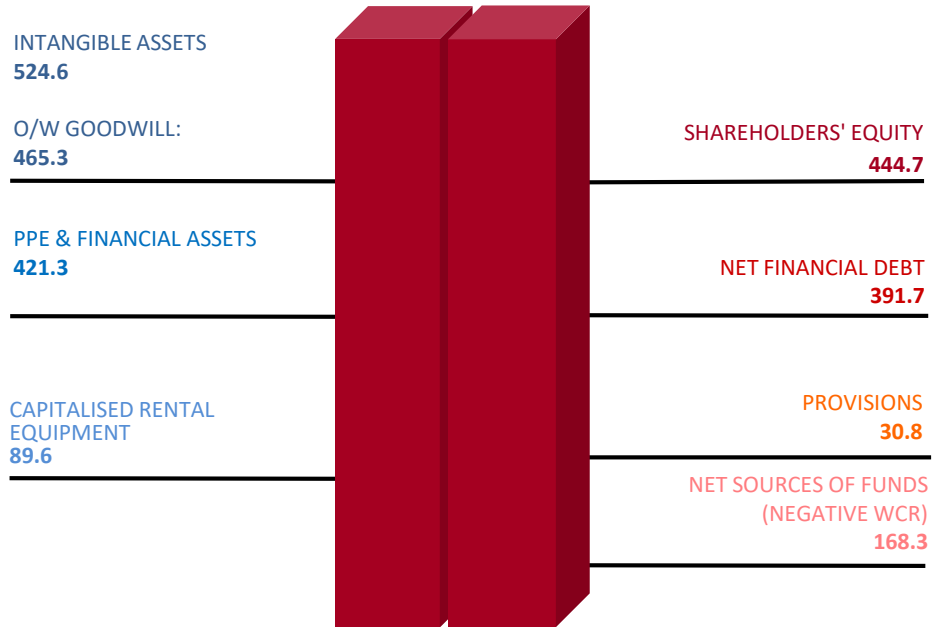 INTANGIBLE ASSETS
524.6
O/W GOODWILL:
465.3
PPE & FINANCIAL ASSETS
421.3
CAPITALISED RENTAL
EQUIPMENT
89.6
SHAREHOLDERS' EQUITY
444.7
NET FINANCIAL DEBT
391.7
PROVISIONS
30.8
NET SOURCES OF FUNDS
(NEGATIVE WCR)
168.3